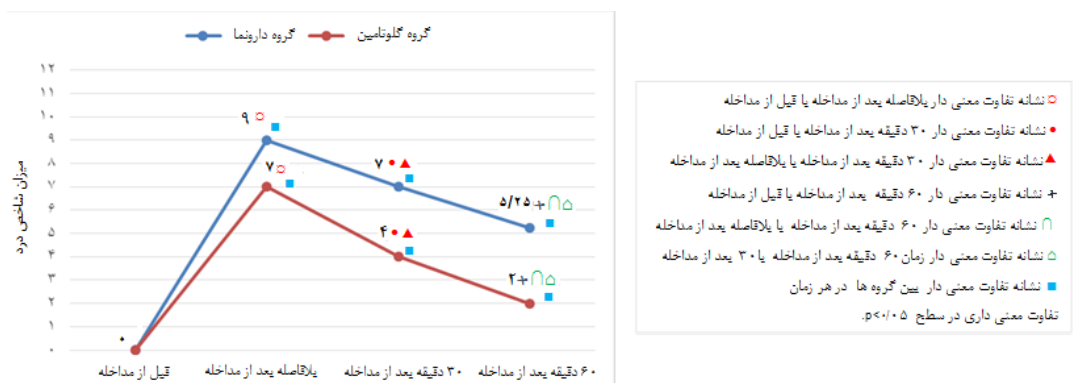 گروه گلوتامین
گروه دارونما
میزان شاخص درد
۱۲
۱۱
۱۰
۹
۸
۷
۶
۵
۴
۳
۲
۱
۰
۹ ¤
۷ ¤
۷ • ▲
۴ • ▲
۵/۲۵+∩⌂
۲+∩⌂
۰
قبل از مداخله
بلافاصله بعد از مداخله
۳۰ دقیقه بعد از مداخله
۶۰ دقیقه بعد از مداخله
¤ نشانه تفاوت معنی دار بلافاصله بعد از مداخله با قبل از مداخله
• نشانه تفاوت معنی دار ۳۰ دقیقه بعد از مداخله با قبل از مداخله
▲ نشانه تفاوت معنی دار ۳۰ دقیقه بعد از مداخله با بلافاصله بعد از مداخله
+ نشانه تفاوت معنی دار ۶۰ دقیقه بعد از مداخله با قبل از مداخله
∩ نشانه تفاوت معنی دار ۶۰ دقیقه بعد از مداخله با بلافاصله بعد از مداخله
⌂ نشانه تفاوت معنی دار زمان ۶۰ دقیقه بعد از مداخله با ۳۰ بعد از مداخله
■ نشانه تفاوت معنی دار بین گروه ها در هر زمان
تفاوت معنی داری در سطح p<۰/۰۵.